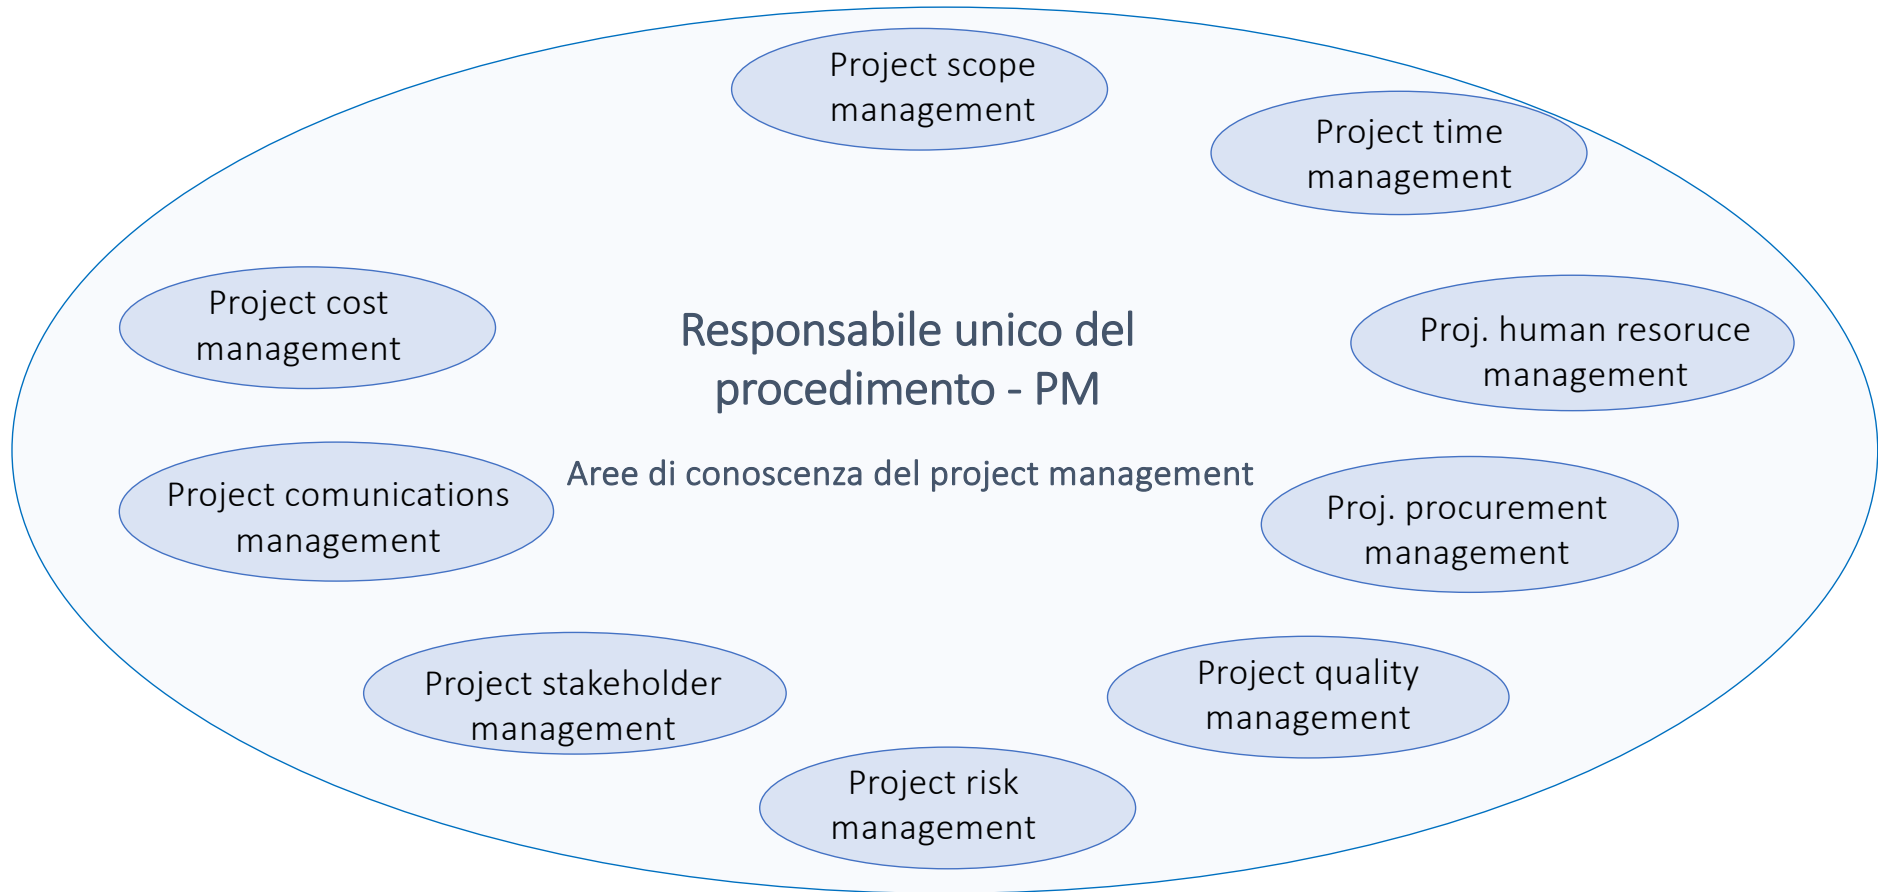 Project scope
management
Project time
management
Project cost
management
Responsabile unico del
procedimento - PM
Proj. human resoruce
management
Aree di conoscenza del project management
Project comunications
management
Proj. procurement
management
Project stakeholder
management
Project quality
management
Project risk
management